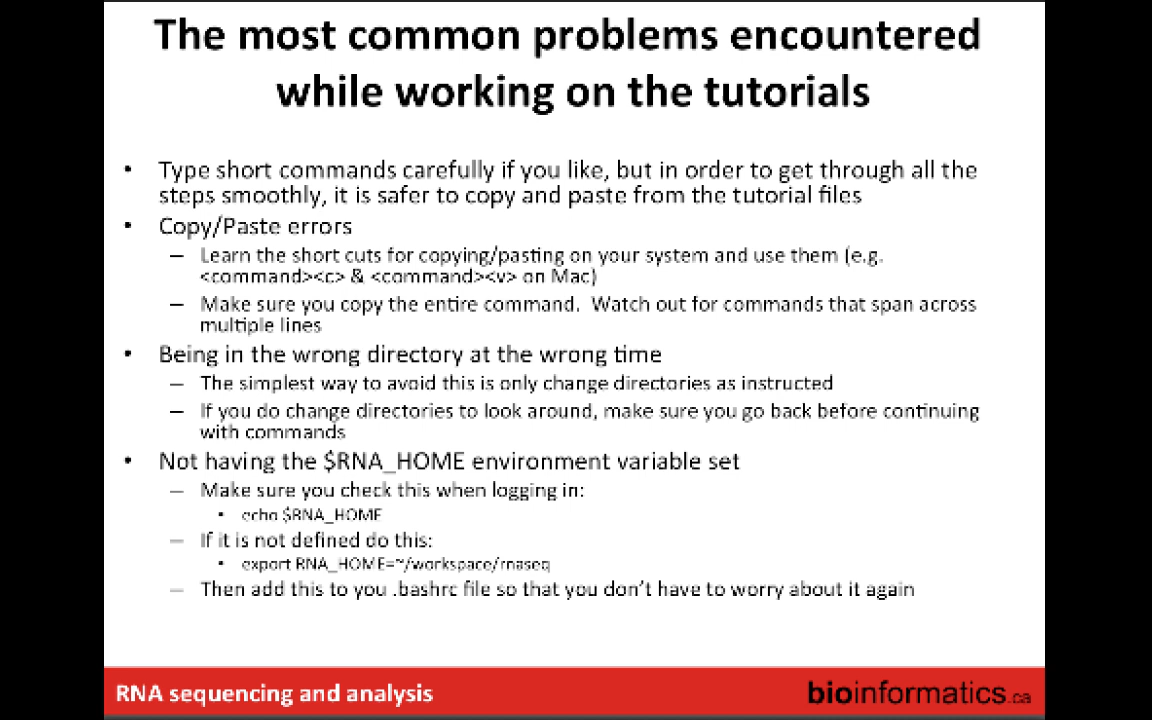 The most common problems encountered
while working on the tutorials
• Type short commands carefully if you like, but in order to get through all the
steps smoothly, it is safer to copy and paste from the tutorial files
• Copy/Paste errors
– Learn the short cuts for copying/pasting on your system and use them (e.g.
<command><c> & <command><v> on Mac)
– Make sure you copy the entire command. Watch out for commands that span across
multiple lines
• Being in the wrong directory at the wrong time
– The simplest way to avoid this is only change directories as instructed
– If you do change directories to look around, make sure you go back before continuing
with commands
• Not having the $RNA_HOME environment variable set
– Make sure you check this when logging in:
• echo $RNA_HOME
– If it is not defined do this:
• export RNA_HOME=~/workspace/rnaseq
– Then add this to you .bashrc file so that you don't have to worry about it again
RNA sequencing and analysis
bioinformatics.ca